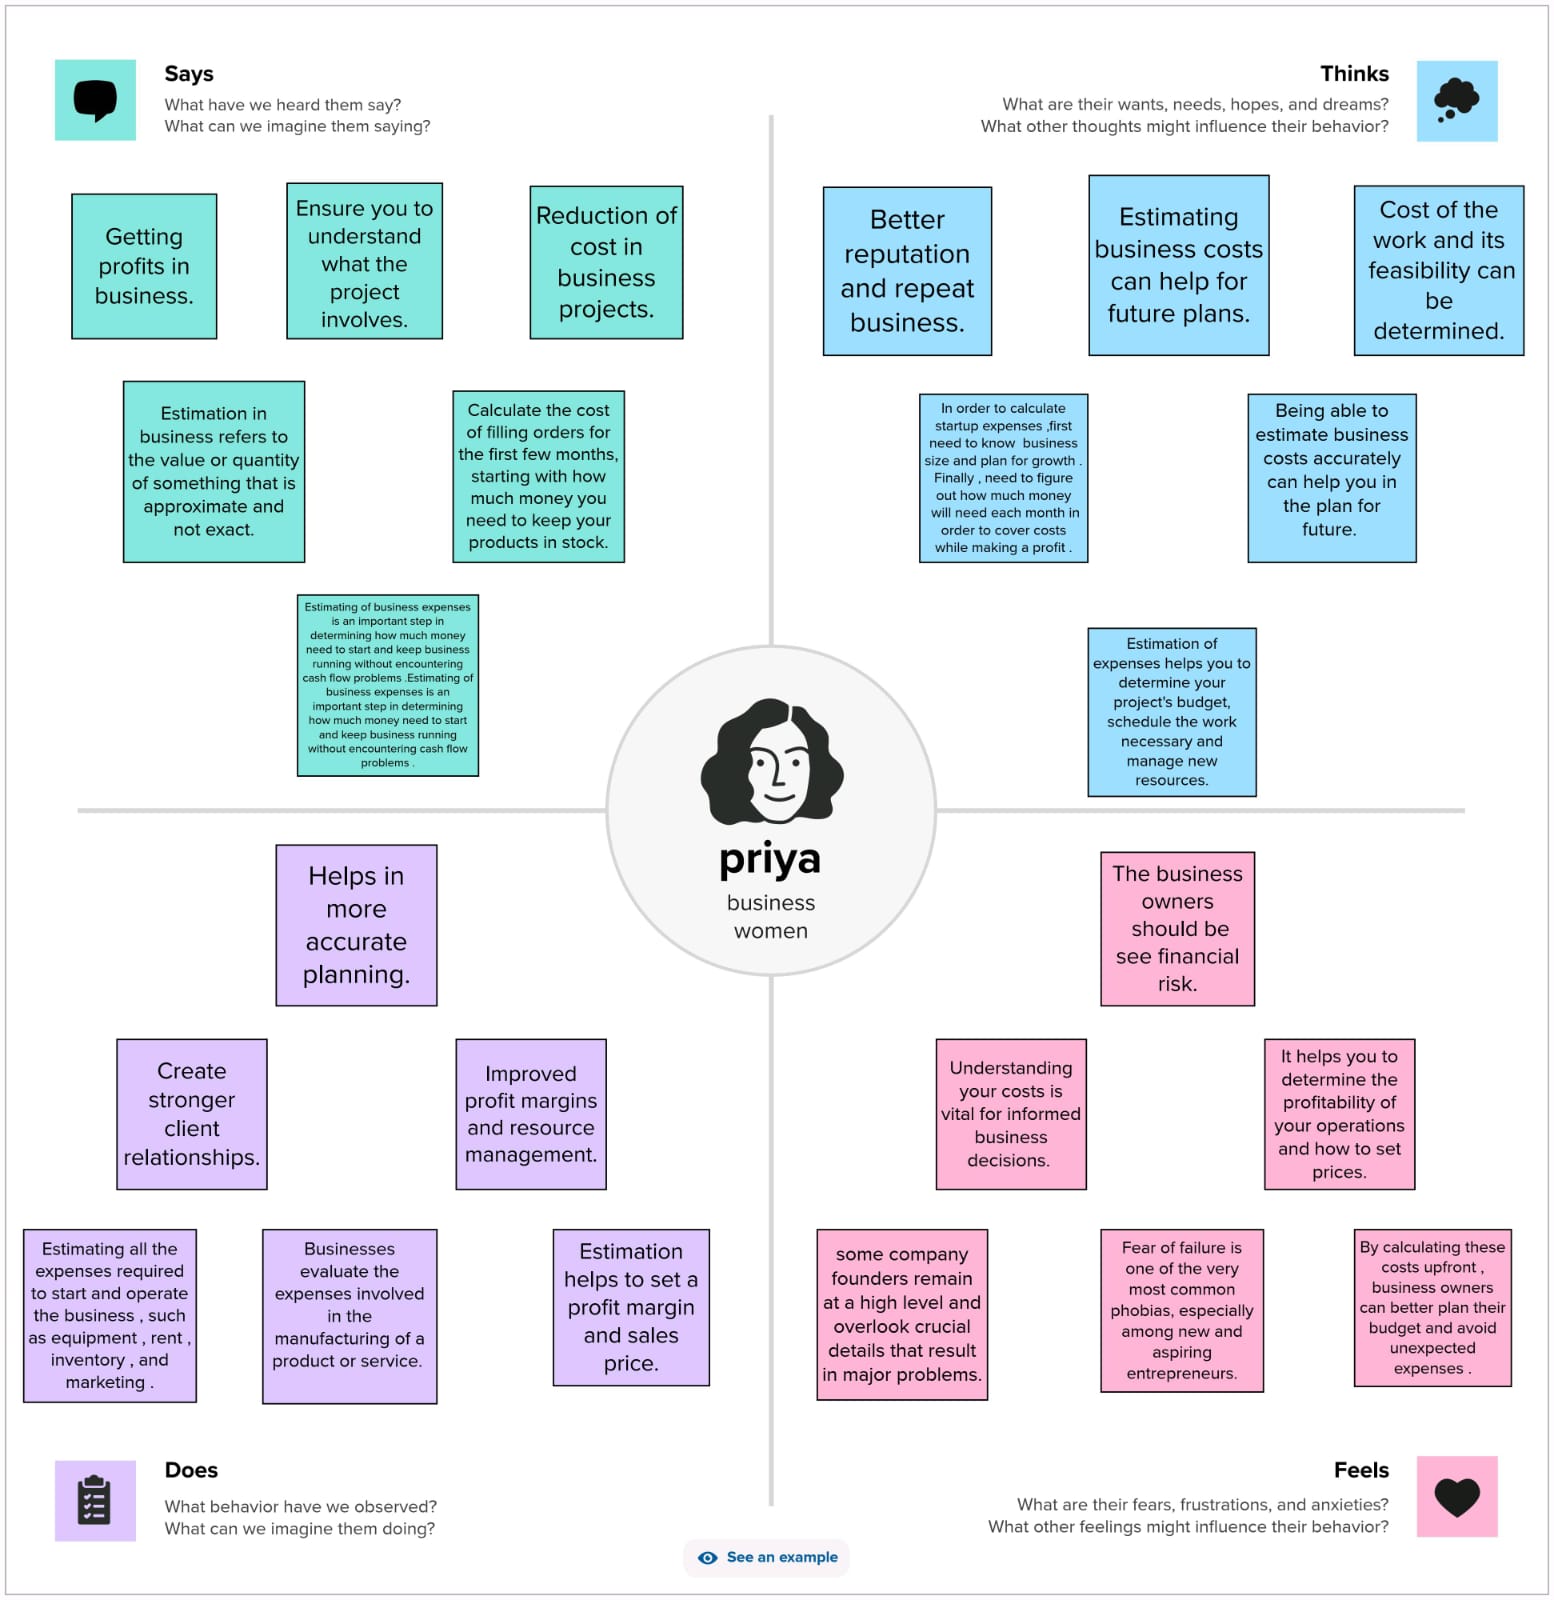 Says
What have we heard them say?
What can we imagine them saying?
Thinks
What are their wants, needs, hopes, and dreams?
What other thoughts might influence their behavior?
Getting
profits in
business.
Ensure you to
understand
what the
project
involves.
Reduction of
cost in
business
projects.
Estimation in
business refers to
the value or quantity
of something that is
approximate and
not exact.
Calculate the cost
of filling orders for
the first few months,
starting with how
much money you
need to keep your
products in stock.
Estimating of business expenses
is an important step in
determining how much money
need to start and keep business
running without encountering
cash flow problems .Estimating of
business expenses is an
important step in determining
how much money need to start
and keep business running
without encountering cash flow
problems .
Better
reputation
and repeat
business.
Estimating
business costs
can help for
future plans.
Cost of the
work and its
feasibility can
be
determined.
In order to calculate
startup expenses ,first
need to know  business
size and plan for growth .
Finally , need to figure
out how much money
will need each month in
order to cover costs
while making a profit .
Being able to
estimate business
costs accurately
can help you in
the plan for
future.
Estimation of
expenses helps you to
determine your
project's budget,
schedule the work
necessary and
manage new
resources.
priya
business
women
Helps in
more
accurate
planning.
Create
stronger
client
relationships.
Improved
profit margins
and resource
management.
Estimating all the
expenses required
to start and operate
the business , such
as equipment , rent ,
inventory , and
marketing .
Businesses
evaluate the
expenses involved
in the
manufacturing of a
product or service.
Estimation
helps to set a
profit margin
and sales
price.
The business
owners
should be
see financial
risk.
Understanding
your costs is
vital for informed
business
decisions.
It helps you to
determine the
profitability of
your operations
and how to set
prices.
some company
founders remain
at a high level and
overlook crucial
details that result
in major problems.
Fear of failure is
one of the very
most common
phobias, especially
among new and
aspiring
entrepreneurs.
By calculating these
costs upfront ,
business owners
can better plan their
budget and avoid
unexpected
expenses .
Does
What behavior have we observed?
What can we imagine them doing?
Feels
What are their fears, frustrations, and anxieties?
What other feelings might influence their behavior?
See an example